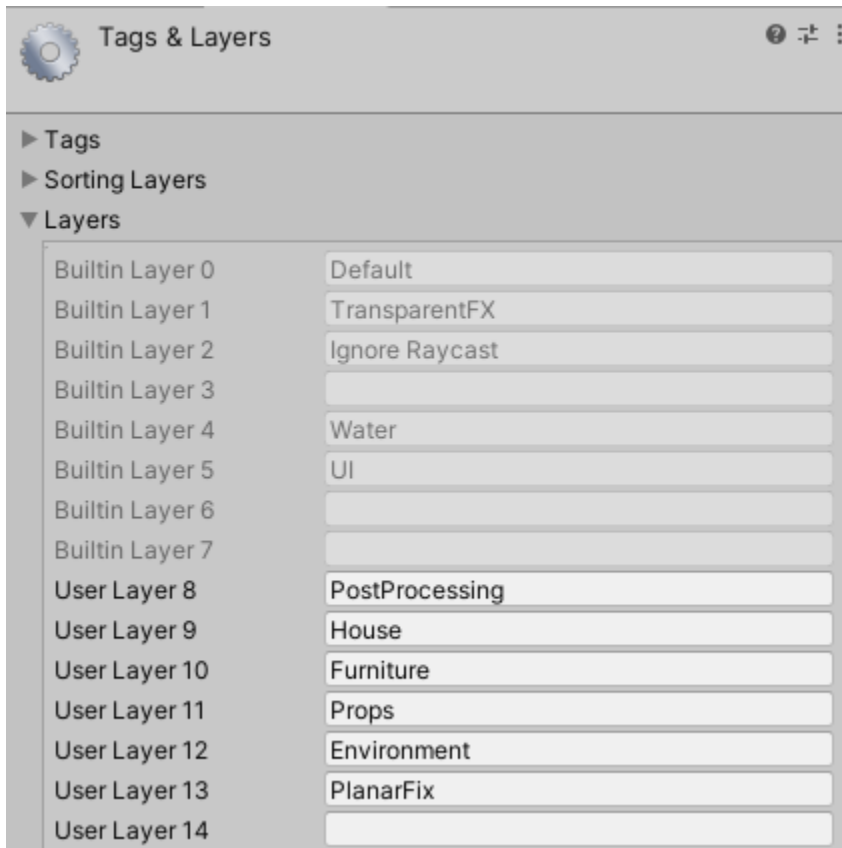 Tags & Layers
Tags
Sorting Layers
Layers
Builtin Layer 0 Default
Builtin Layer 1 TransparentFX
Builtin Layer 2 Ignore Raycast
Builtin Layer 3
Builtin Layer 4 Water
Builtin Layer 5 UI
Builtin Layer 6
Builtin Layer 7
User Layer 8 PostProcessing
User Layer 9 House
User Layer 10 Furniture
User Layer 11 Props
User Layer 12 Environment
User Layer 13 PlanarFix
User Layer 14